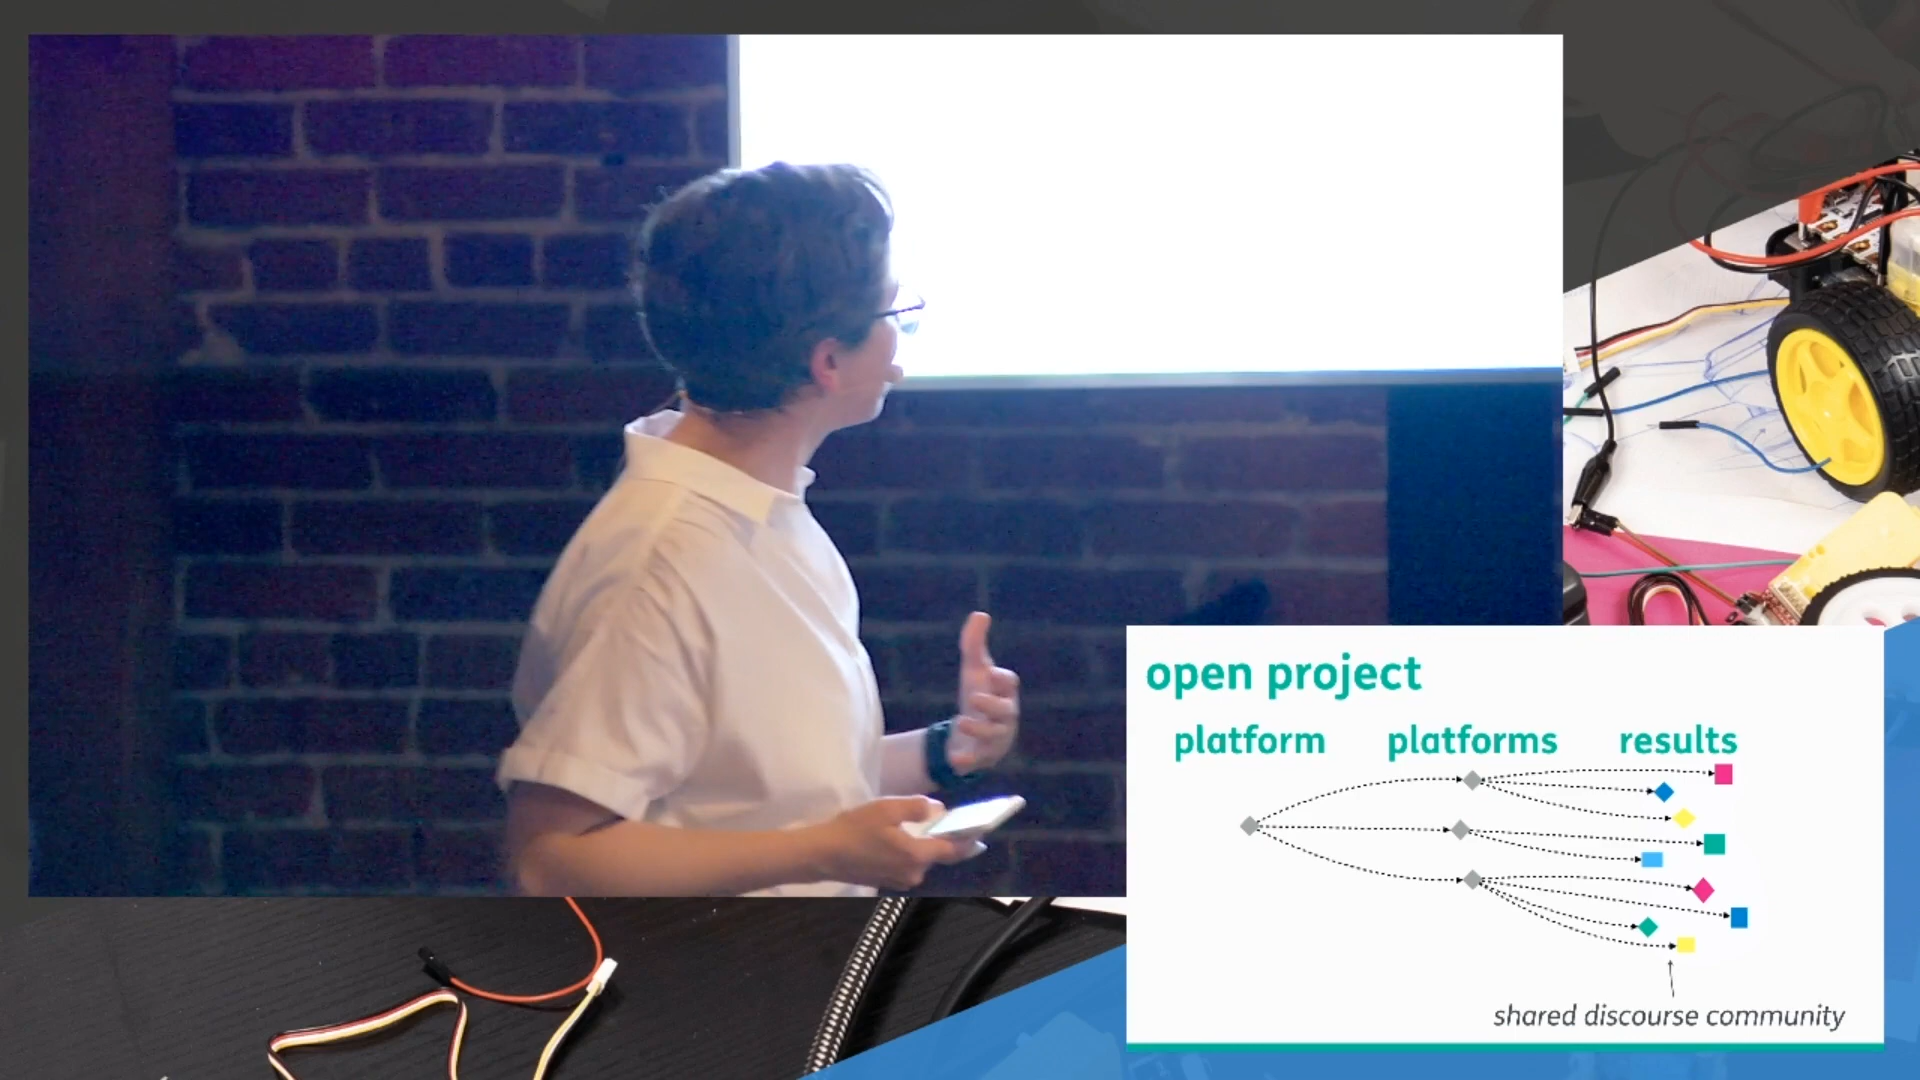 open project
platform platforms results
shared discourse community